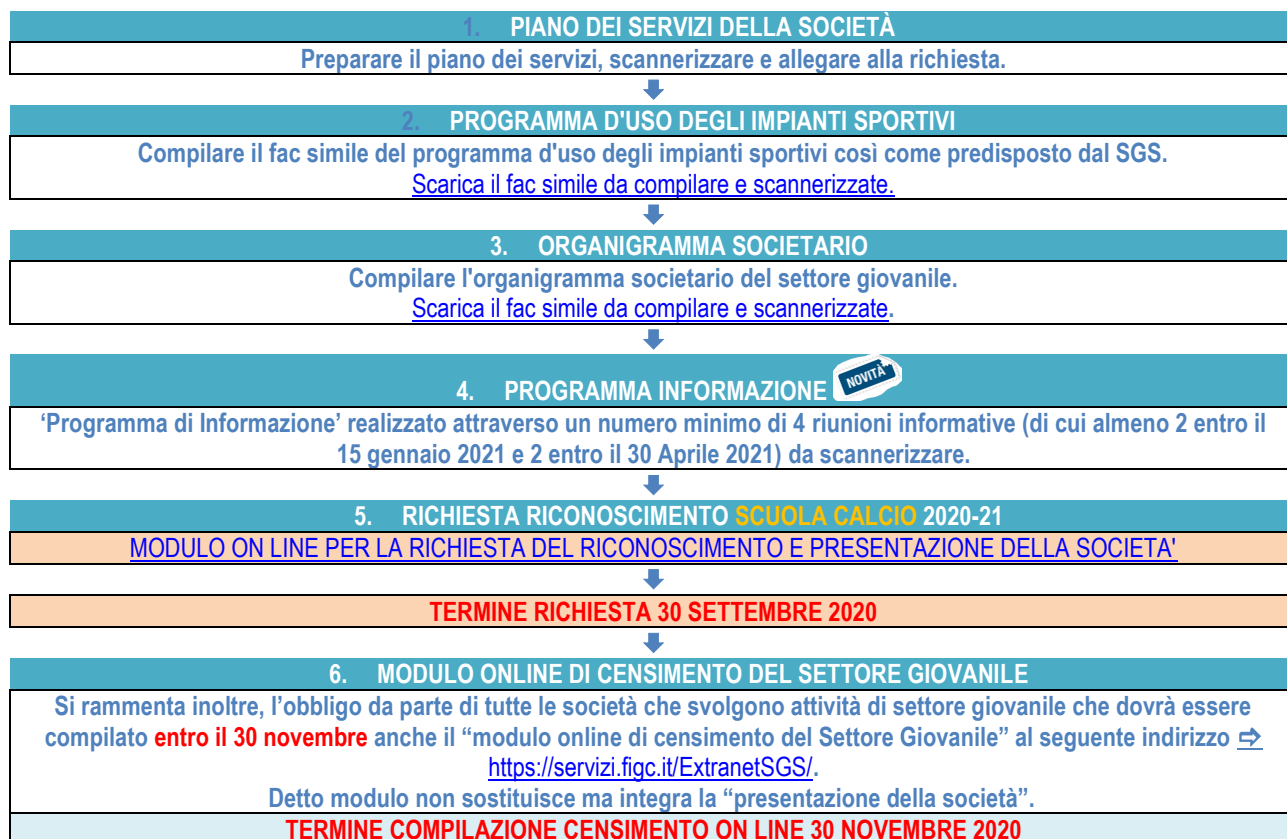 1. PIANO DEI SERVIZI DELLA SOCIETÀ
Preparare il piano dei servizi, scannerizzare e allegare alla richiesta.
2. PROGRAMMA D'USO DEGLI IMPIANTI SPORTIVI
Compilare il fac simile del programma d'uso degli impianti sportivi così come predisposto dal SGS.
Scarica il fac simile da compilare e scannerizzate.
3. ORGANIGRAMMA SOCIETARIO
Compilare l'organigramma societario del settore giovanile.
Scarica il fac simile da compilare e scannerizzate.
4. PROGRAMMA INFORMAZIONE NOVITÀ
‘Programma di Informazione’ realizzato attraverso un numero minimo di 4 riunioni informative (di cui almeno 2 entro il
15 gennaio 2021 e 2 entro il 30 Aprile 2021) da scannerizzare.
5. RICHIESTA RICONOSCIMENTO SCUOLA CALCIO 2020-21
MODULO ON LINE PER LA RICHIESTA DEL RICONOSCIMENTO E PRESENTAZIONE DELLA SOCIETA'
TERMINE RICHIESTA 30 SETTEMBRE 2020
6. MODULO ONLINE DI CENSIMENTO DEL SETTORE GIOVANILE
Si rammenta inoltre, l’obbligo da parte di tutte le società che svolgono attività di settore giovanile che dovrà essere
compilato entro il 30 novembre anche il “modulo online di censimento del Settore Giovanile” al seguente indirizzo ⇨
https://servizi.figc.it/ExtranetSGS/.
Detto modulo non sostituisce ma integra la “presentazione della società”.
TERMINE COMPILAZIONE CENSIMENTO ON LINE 30 NOVEMBRE 2020